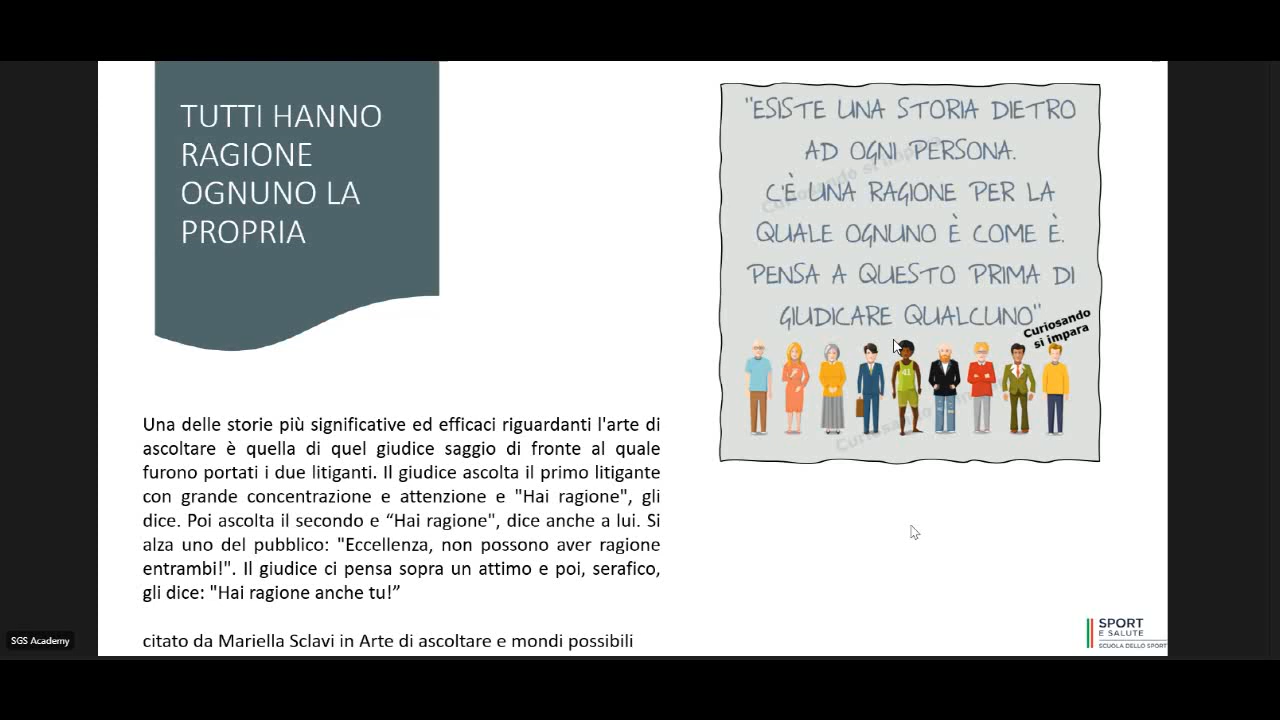 TUTTI HANNO
RAGIONE
OGNUNO LA
PROPRIA
"ESISTE UNA STORIA DIETRO
AD OGNI PERSONA.
C'È UNA RAGIONE PER LA
QUALE OGNUNO È COME È.
PENSA A QUESTO PRIMA DI
GIUDICARE QUALCUNO"
Curiosando
si impara
41
Una delle storie più significative ed efficaci riguardanti l'arte di
ascoltare è quella di quel giudice saggio di fronte al quale
furono portati i due litiganti. Il giudice ascolta il primo litigante
con grande concentrazione e attenzione e "Hai ragione", gli
dice. Poi ascolta il secondo e “Hai ragione", dice anche a lui. Si
alza uno del pubblico: "Eccellenza, non possono aver ragione
entrambi!". Il giudice ci pensa sopra un attimo e poi, serafico,
gli dice: "Hai ragione anche tu!”
citato da Mariella Sclavi in Arte di ascoltare e mondi possibili
SGS Academy
SPORT
E SALUTE
SCUOLA DELLO SPORT